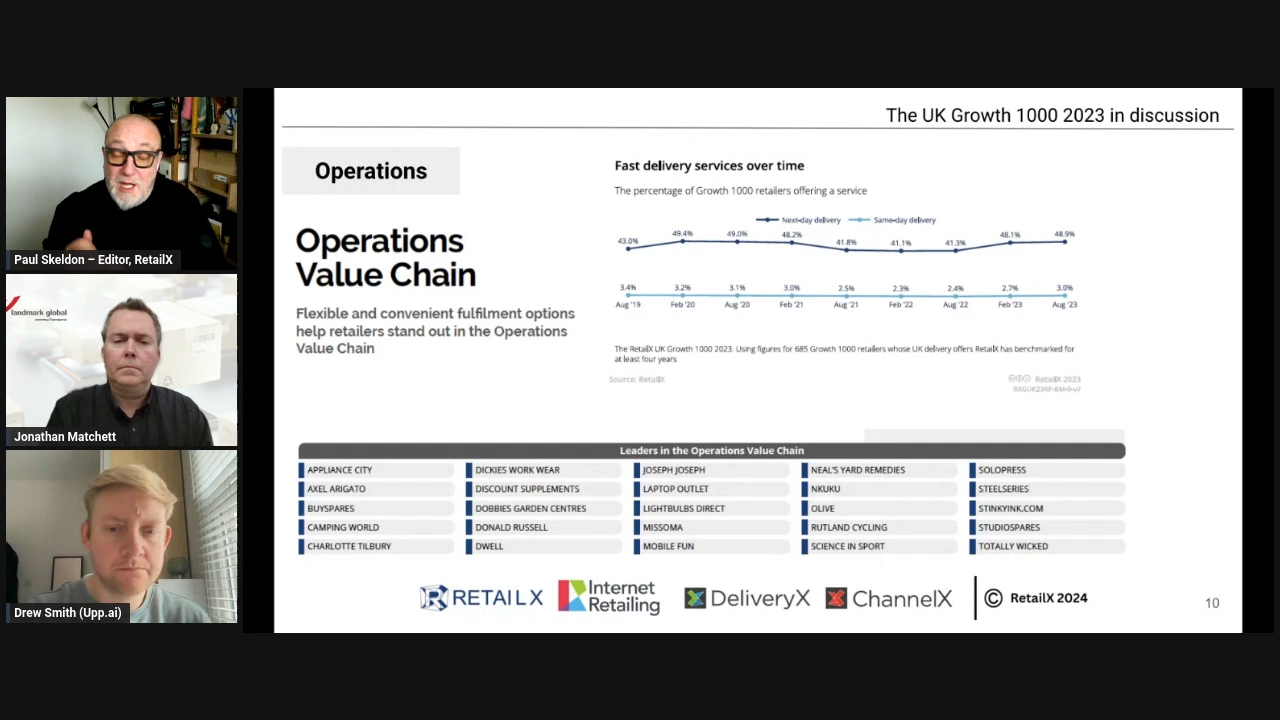 Paul Skeldon – Editor, RetailX
landmark global
Jonathan Matchett
Drew Smith (Upp.ai)
The UK Growth 1000 2023 in discussion
Operations
Operations
Value Chain
Flexible and convenient fulfilment options
help retailers stand out in the Operations
Value Chain
Fast delivery services over time
The percentage of Growth 1000 retailers offering a service
Next-day delivery Same-day delivery
43.0% 49.4% 49.0% 48.2% 41.8% 41.1% 41.3% 48.1% 48.9%
3.4% 3.2% 3.1% 3.0% 2.5% 2.3% 2.4% 2.7% 3.0%
Aug '19 Feb '20 Aug '20 Feb '21 Aug '21 Feb '22 Aug '22 Feb '23 Aug '23
The RetailX UK Growth 1000 2023. Using figures for 685 Growth 1000 retailers whose UK delivery offers RetailX has benchmarked for
at least four years
Source: RetailX
RetailX 2023
Leaders in the Operations Value Chain
APPLIANCE CITY DICKIES WORK WEAR JOSEPH JOSEPH NEAL'S YARD REMEDIES SOLOPRESS
AXEL ARIGATO DISCOUNT SUPPLEMENTS LAPTOP OUTLET NKUKU STEELSERIES
BUYSPARES DOBBIES GARDEN CENTRES LIGHTBULBS DIRECT OLIVE STINKYINK.COM
CAMPING WORLD DONALD RUSSELL MISSOMA RUTLAND CYCLING STUDIOSPARES
CHARLOTTE TILBURY DWELL MOBILE FUN SCIENCE IN SPORT TOTALLY WICKED
RETAIL X
Internet
Retailing
DeliveryX
ChannelX
© RetailX 2024
10